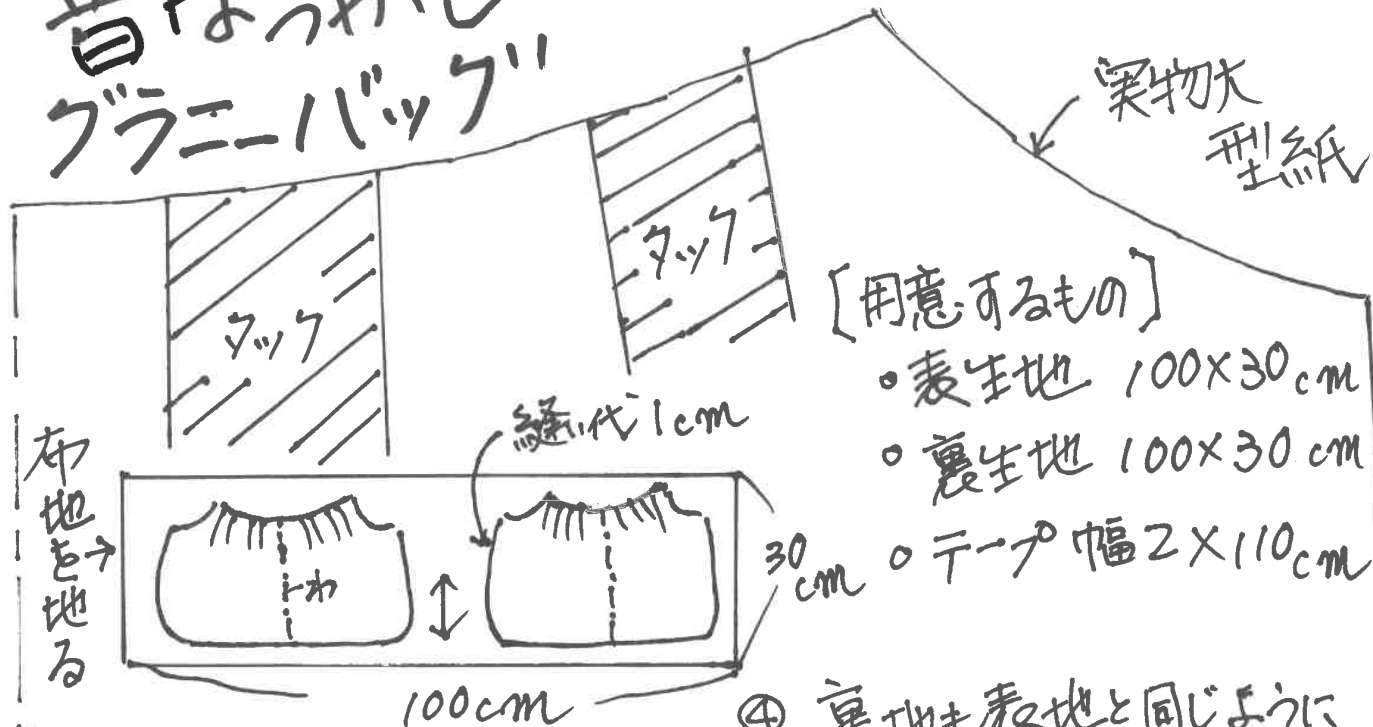 昔なつかし
グラニーバッグ
実物大
型紙
タック
タック
[用意するもの]
・表生地 100×30cm
・裏生地 100×30cm
・テープ 幅2×110cm
縫い代1cm
布地を地る
わ
30cm
100cm
④ 裏地も表地と同じように